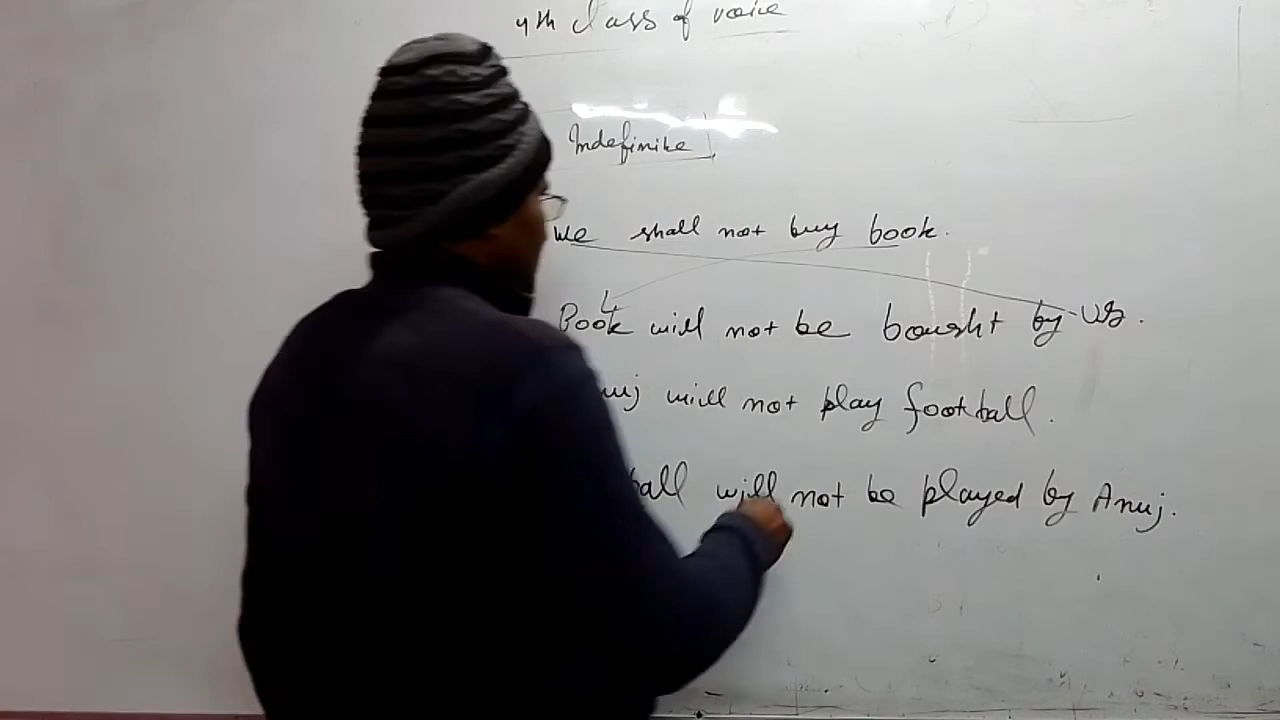 4th class of voice
Indefinite
We shall not buy book.
Book will not be bought by us.
will not play football.
will not be played by Anuj.